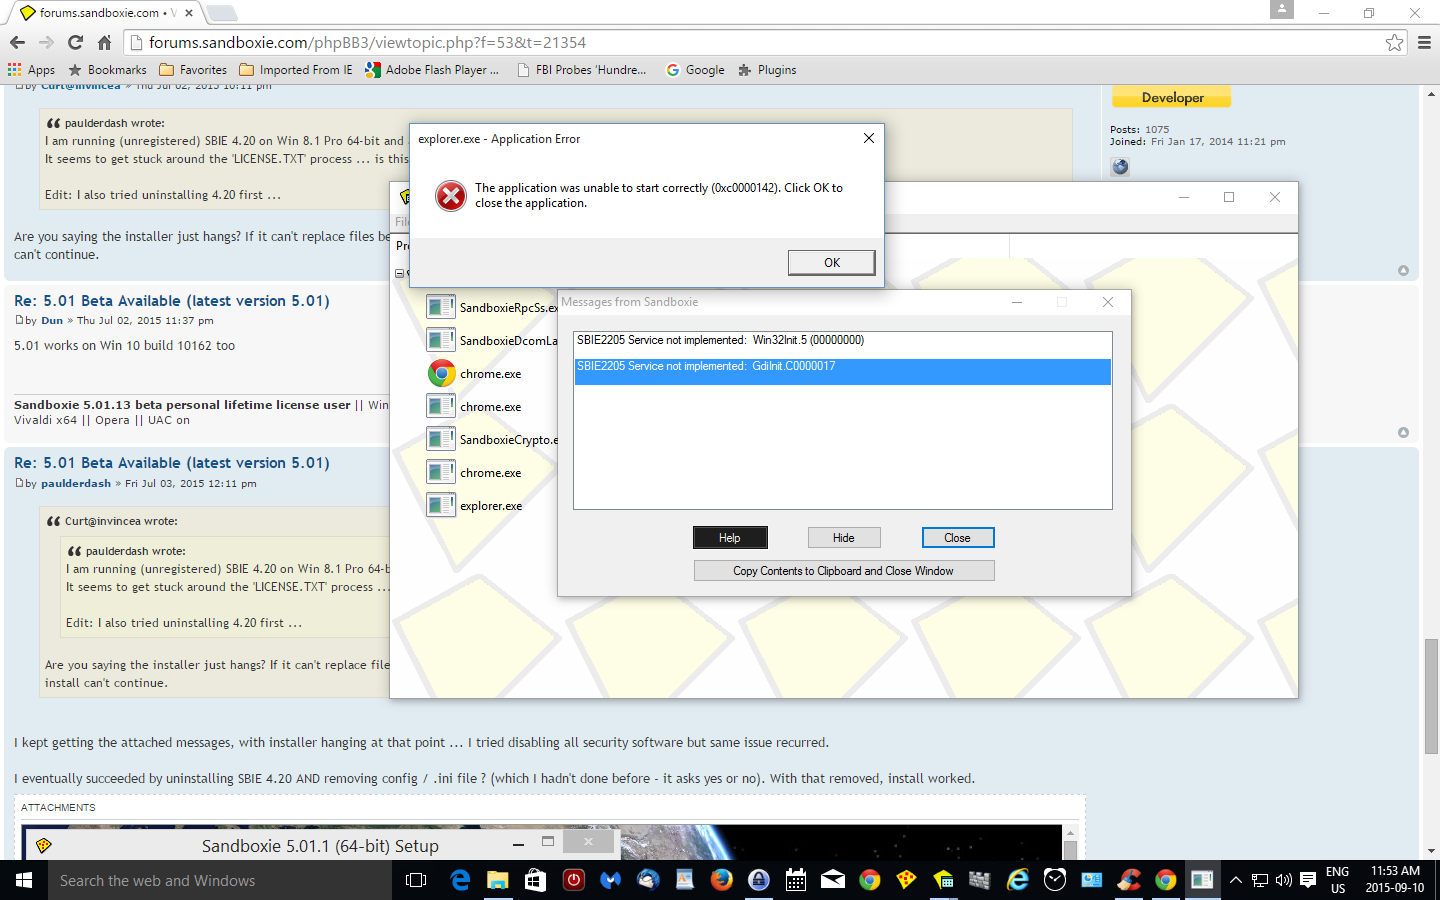 forums.sandboxie.com • V
forums.sandboxie.com/phpBB3/viewtopic.php?f=53&t=21354
Apps Bookmarks Favorites Imported From IE Adobe Flash Player ... FBI Probes 'Hundre... Google Plugins
by Curt@invincea » Thu Jul 02, 2015 10:11 pm
paulderdash wrote:
I am running (unregistered) SBIE 4.20 on Win 8.1 Pro 64-bit and
It seems to get stuck around the 'LICENSE.TXT' process ... is this
Edit: I also tried uninstalling 4.20 first ...
Are you saying the installer just hangs? If it can't replace files be
can't continue.
Developer
Posts: 1075
Joined: Fri Jan 17, 2014 11:21 pm
Re: 5.01 Beta Available (latest version 5.01)
by Dun » Thu Jul 02, 2015 11:37 pm
5.01 works on Win 10 build 10162 too
Sandboxie 5.01.13 beta personal lifetime license user || Win
Vivaldi x64 || Opera || UAC on
Re: 5.01 Beta Available (latest version 5.01)
by paulderdash » Fri Jul 03, 2015 12:11 pm
Curt@invincea wrote:
paulderdash wrote:
I am running (unregistered) SBIE 4.20 on Win 8.1 Pro 64-b
It seems to get stuck around the 'LICENSE.TXT' process ...
Edit: I also tried uninstalling 4.20 first ...
Are you saying the installer just hangs? If it can't replace file
install can't continue.
I kept getting the attached messages, with installer hanging at that point ... I tried disabling all security software but same issue recurred.
I eventually succeeded by uninstalling SBIE 4.20 AND removing config / .ini file ? (which I hadn't done before - it asks yes or no). With that removed, install worked.
ATTACHMENTS
Sandboxie 5.01.1 (64-bit) Setup
explorer.exe - Application Error
The application was unable to start correctly (0xc0000142). Click OK to
close the application.
OK
Fil
Pr
SandboxieRpcSs.ex
SandboxieDcomLa
chrome.exe
chrome.exe
SandboxieCrypto.e
chrome.exe
explorer.exe
Messages from Sandboxie
SBIE2205 Service not implemented: Win32Init.5 (00000000)
SBIE2205 Service not implemented: GdiInit.C0000017
Help Hide Close
Copy Contents to Clipboard and Close Window
Search the web and Windows
ENG
US
11:53 AM
2015-09-10